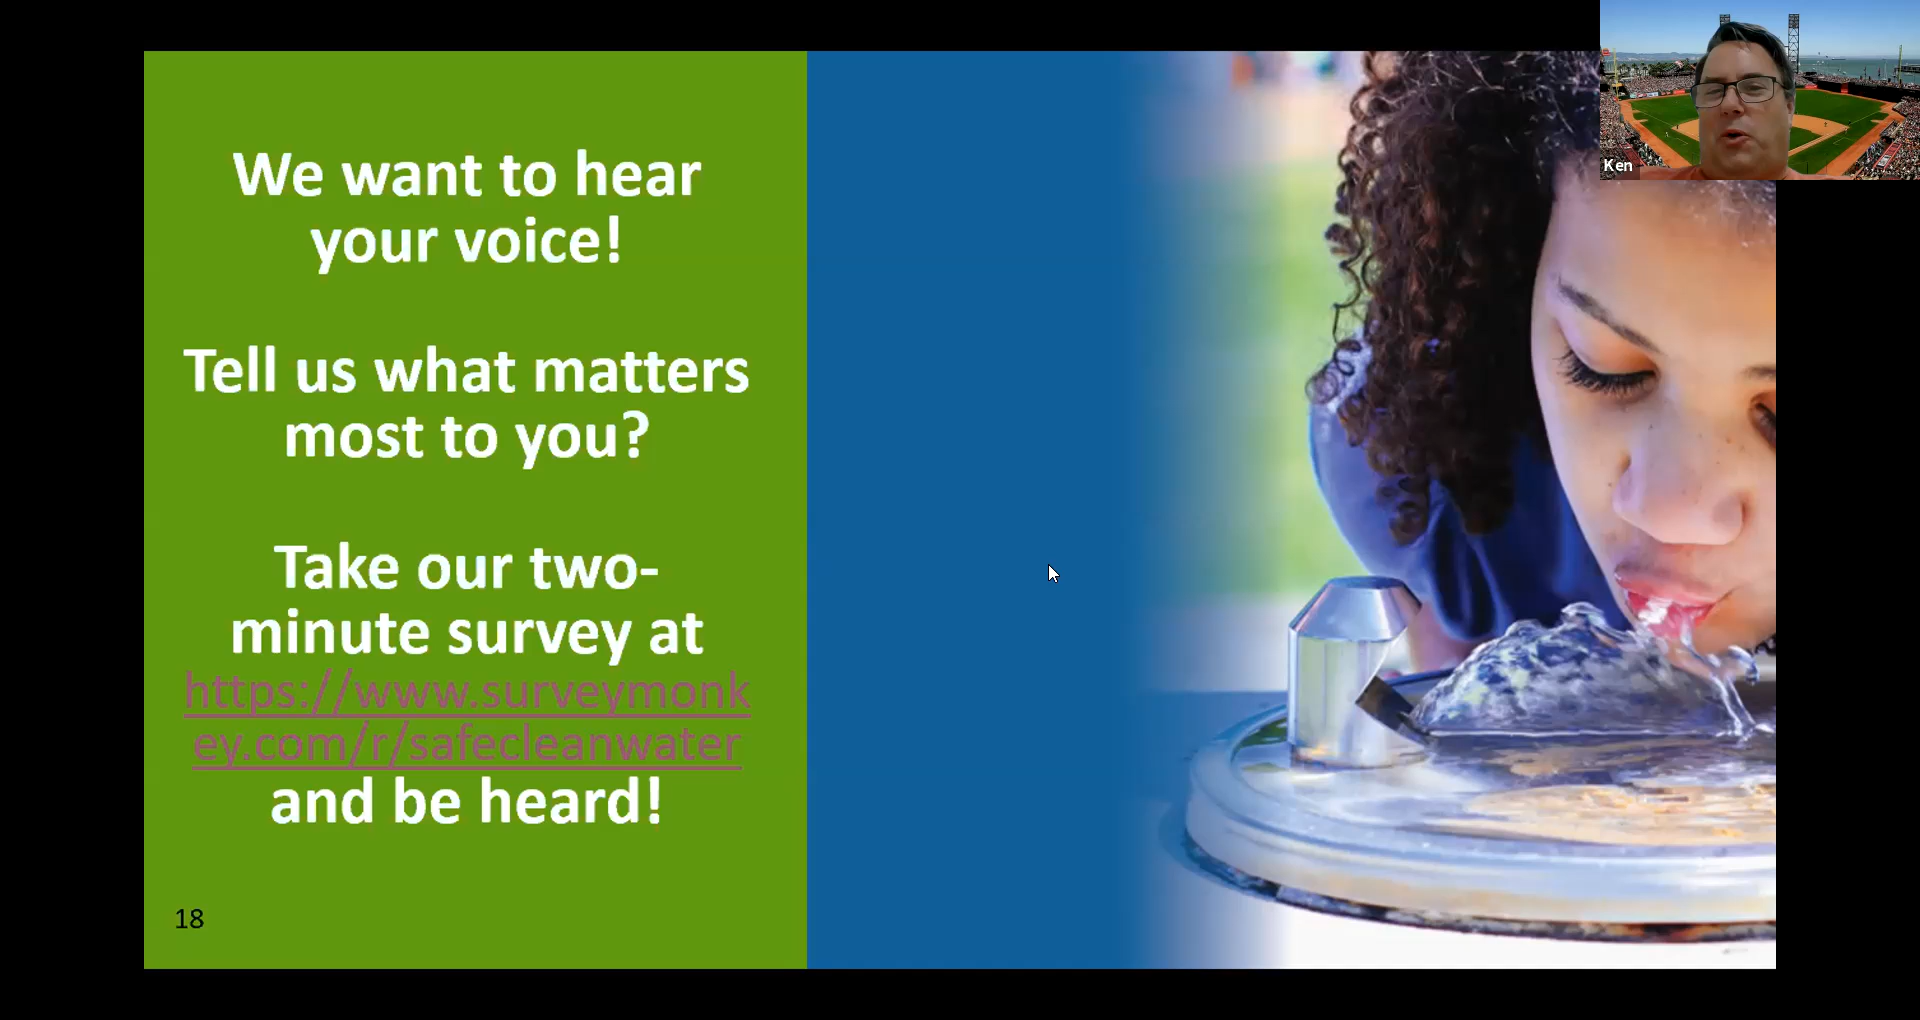 We want to hear
your voice!
Tell us what matters
most to you?
Take our two-
minute survey at
https://www.surveymonk
ey.com/r/safecleanwater
and be heard!
18
Ken